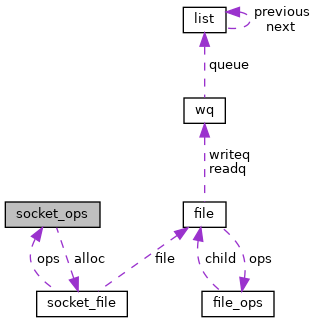 list
previous
next
queue
wq
writeq
readq
socket_ops
file
ops
alloc
file
child
ops
socket_file
file_ops